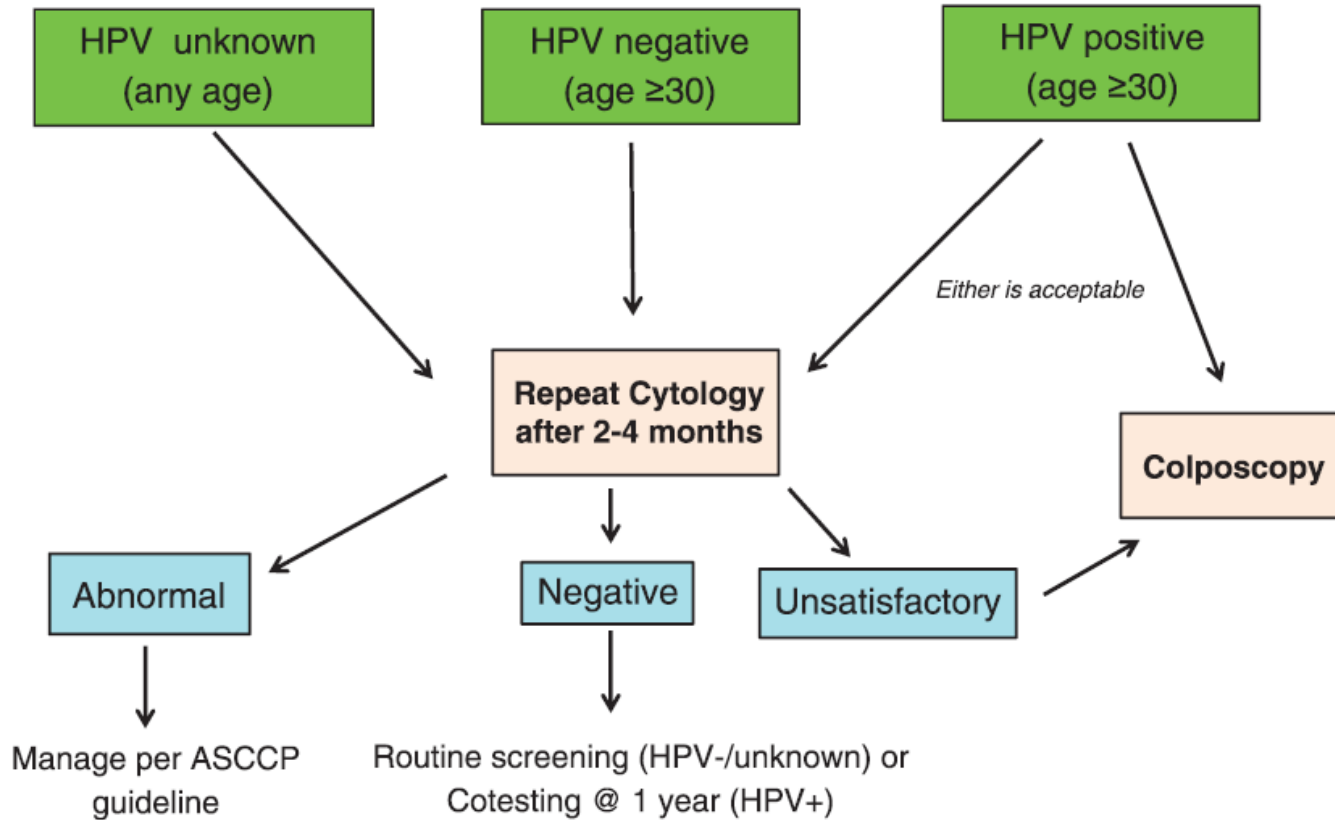 HPV unknown
(any age)
HPV negative
(age ≥30)
HPV positive
(age ≥30)
Either is acceptable
Repeat Cytology
after 2-4 months
Colposcopy
Abnormal
Negative
Unsatisfactory
Manage per ASCCP
guideline
Routine screening (HPV-/unknown) or
Cotesting @ 1 year (HPV+)